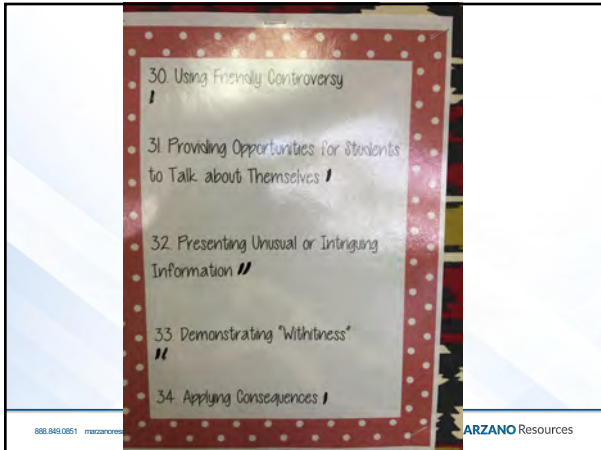 30. Using Friendly Controversy
31. Providing Opportunities for Students
to Talk about Themselves
32. Presenting Unusual or Intriguing
Information
33. Demonstrating "Withitness"
34. Applying Consequences
888.849.0851 marzanores
ARZANO Resources